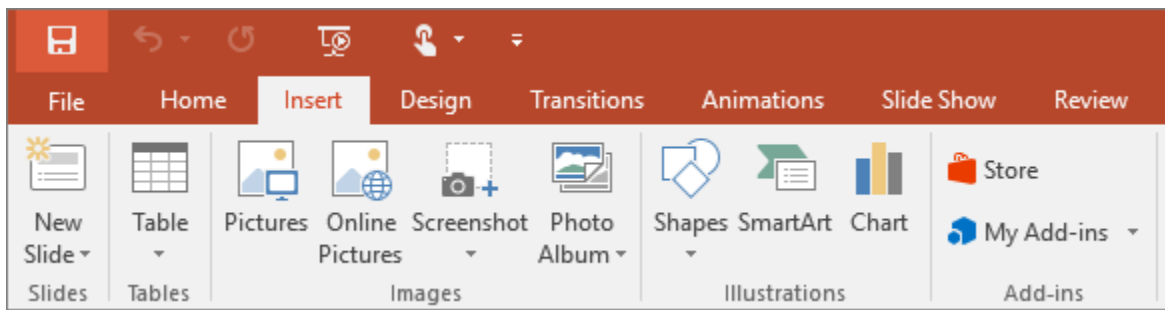 File Home Insert Design Transitions Animations Slide Show Review
New Slide
Table
Pictures
Online Pictures
Screenshot
Photo Album
Shapes
SmartArt
Chart
Store
My Add-ins
Slides Tables Images Illustrations Add-ins